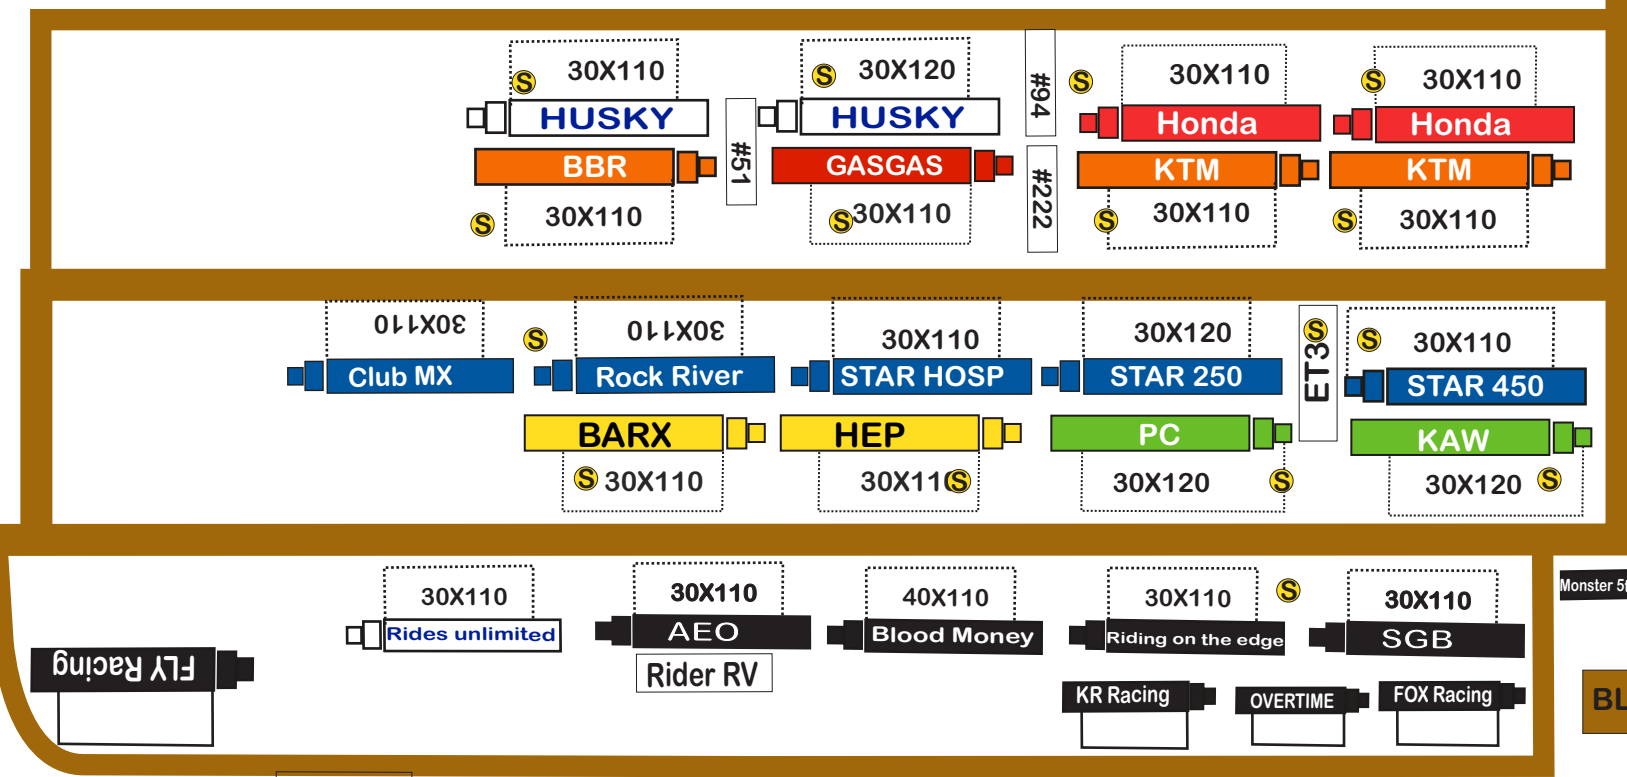 30X110
30X120
30X110
30X110
S
S
S
S
HUSKY
HUSKY
#94
Honda
Honda
BBR
#51
GASGAS
#222
KTM
KTM
30X110
30X110
30X110
30X110
S
S
S
S
30X110
30X110
30X110
30X120
30X110
S
S
S
ET3
Club MX
Rock River
STAR HOSP
STAR 250
STAR 450
BARX
HEP
PC
KAW
S
30X110
30X11
S
30X120
S
30X120
S
30X110
30X110
40X110
30X110
S
30X110
Monster 5t
Rides unlimited
AEO
Blood Money
Riding on the edge
SGB
FLY Racing
Rider RV
KR Racing
OVERTIME
FOX Racing
BL